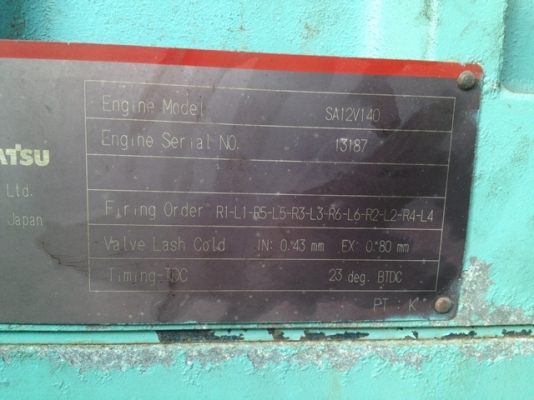 Engine Model SA12V140
Engine Serial NO. 13187
ATSU
Ltd.
Firing Order R1-L1-R5-L5-R3-L3-R6-L6-R2-L2-R4-L4
Japan
Valve Lash Cold IN: 0.43 mm EX: 0.80 mm
Timing-TDC 23 deg. BTDC
PT : K